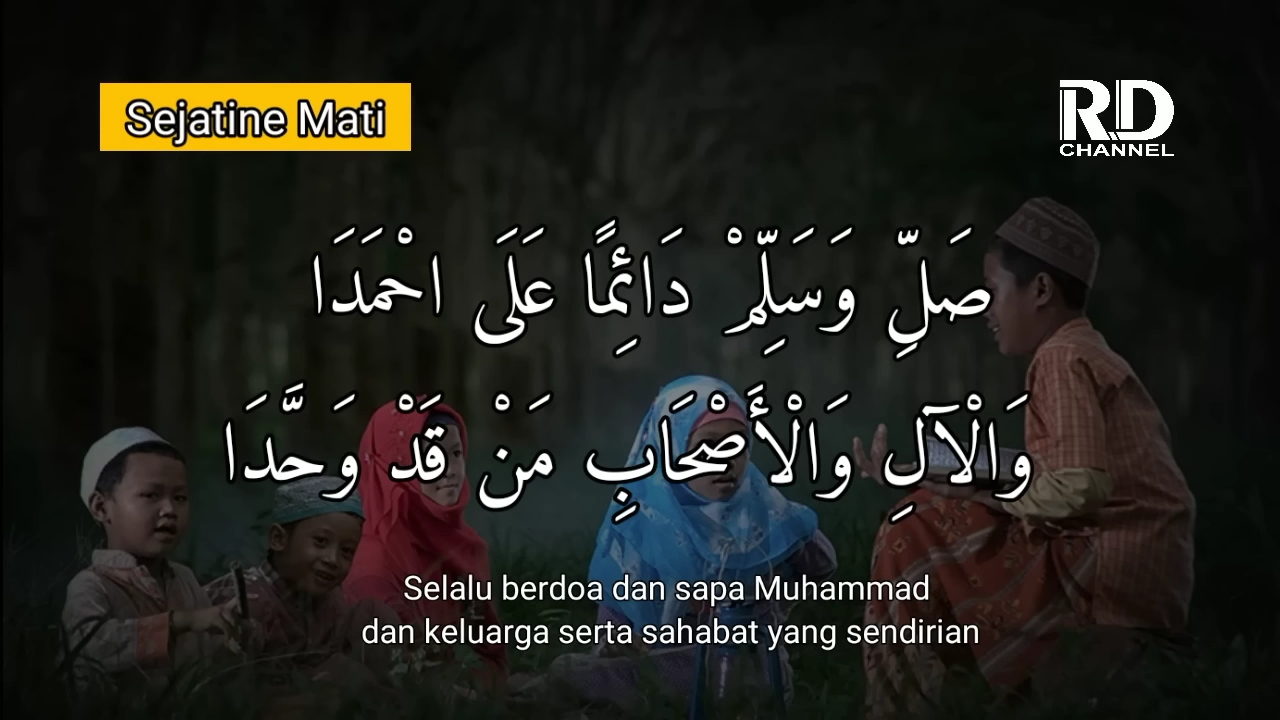 Sejatine Mati
RD
CHANNEL
صَلِّ وَسَلِّمْ دَائِمًا عَلَى احْمَدَا
وَالْآلِ وَالْأَصْحَابِ مَنْ قَدْ وَحَّدَا
Selalu berdoa dan sapa Muhammad
dan keluarga serta sahabat yang sendirian